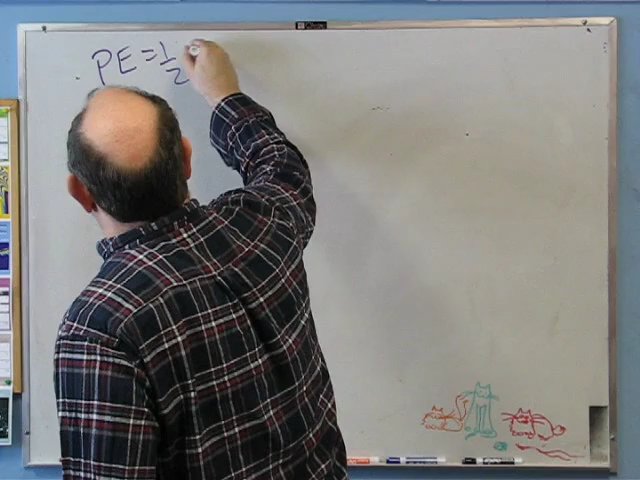 PE = 1/2